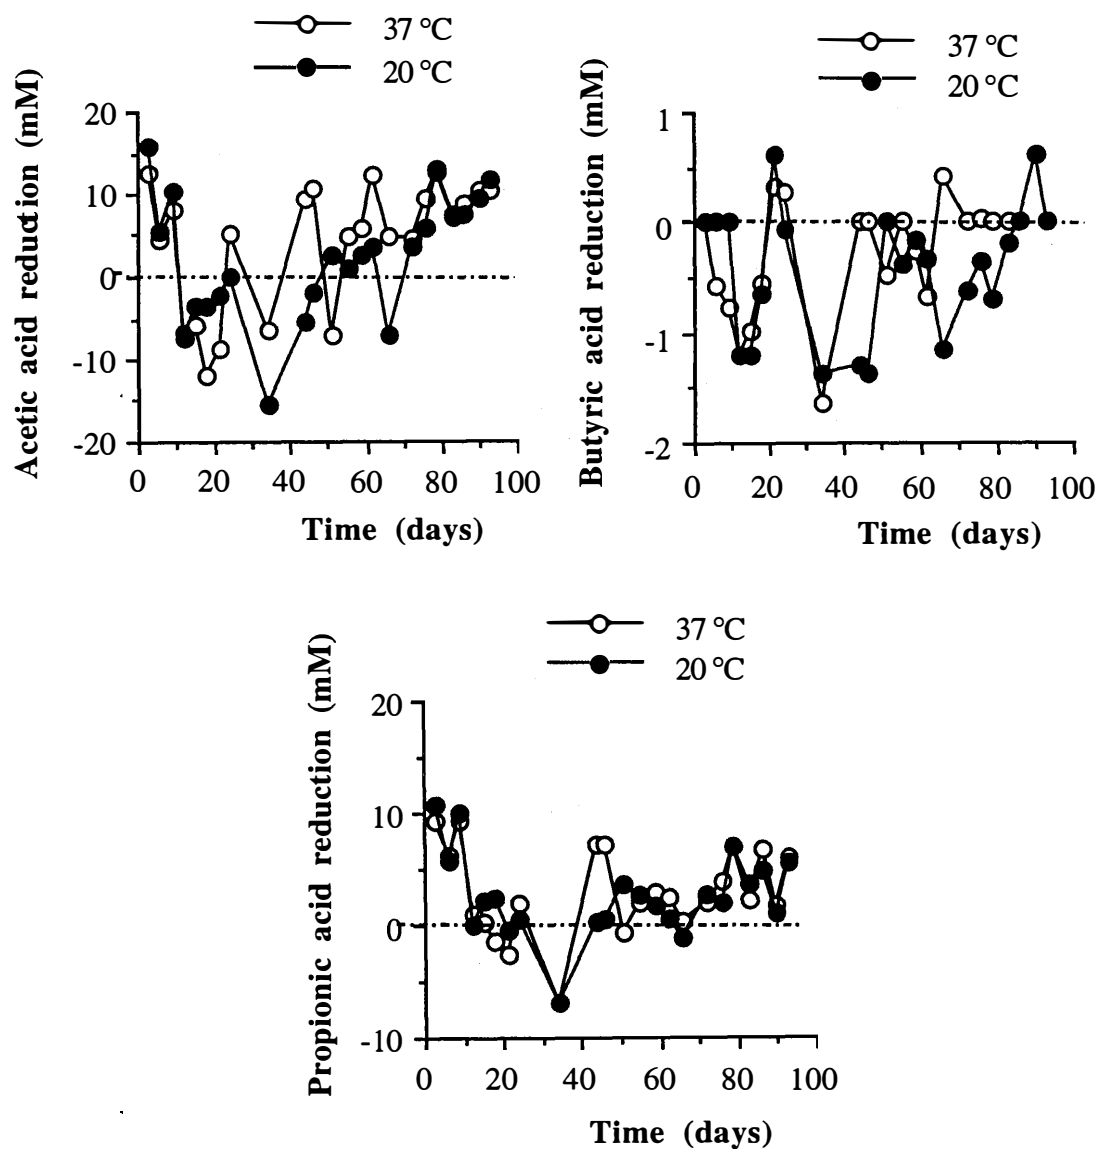 37 °C
20 °C
Acetic acid reduction (mM)
20
10
0
-10
-20
0 20 40 60 80 100
Time (days)
37 °C
20 °C
Butyric acid reduction (mM)
1
0
-1
-2
0 20 40 60 80 100
Time (days)
37 °C
20 °C
Propionic acid reduction (mM)
20
10
0
-10
0 20 40 60 80 100
Time (days)